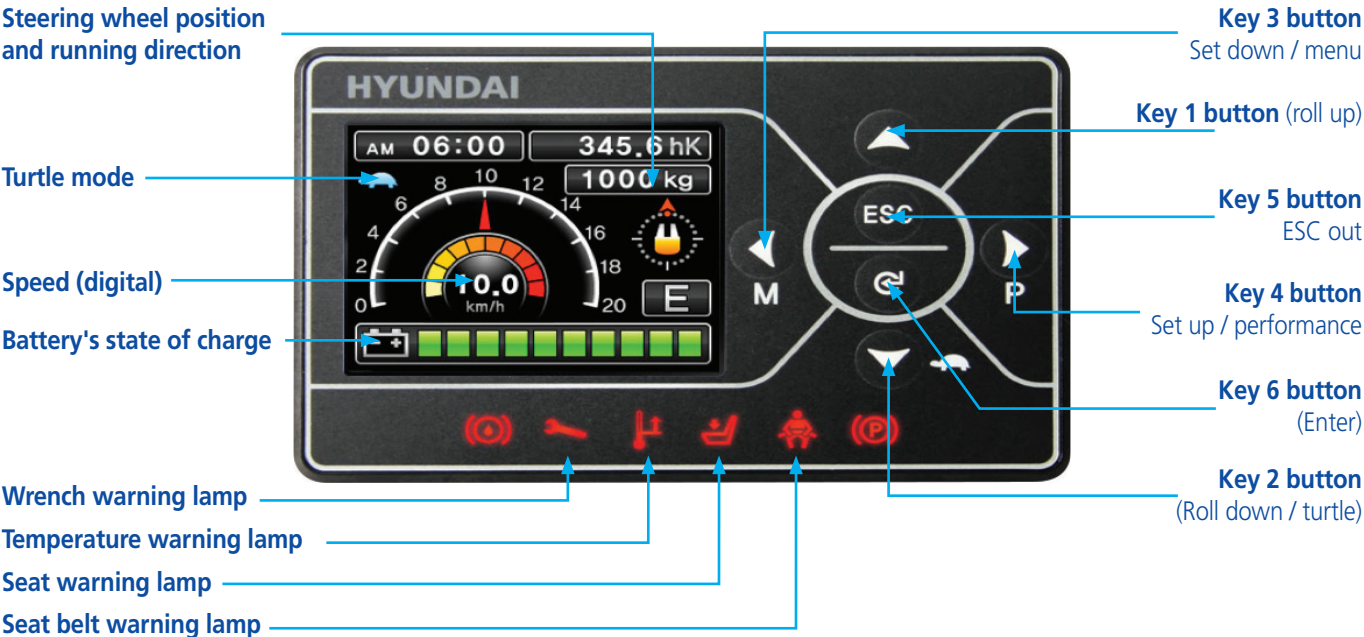 Steering wheel position
and running direction
Turtle mode
Speed (digital)
Battery's state of charge
Wrench warning lamp
Temperature warning lamp
Seat warning lamp
Seat belt warning lamp
HYUNDAI
AM 06:00
345.6 hK
1000 kg
0 2 4 6 8 10 12 14 16 18 20
10.0
km/h
E
M
ESC
P
(P)
Key 3 button
Set down / menu
Key 1 button (roll up)
Key 5 button
ESC out
Key 4 button
Set up / performance
Key 6 button
(Enter)
Key 2 button
(Roll down / turtle)